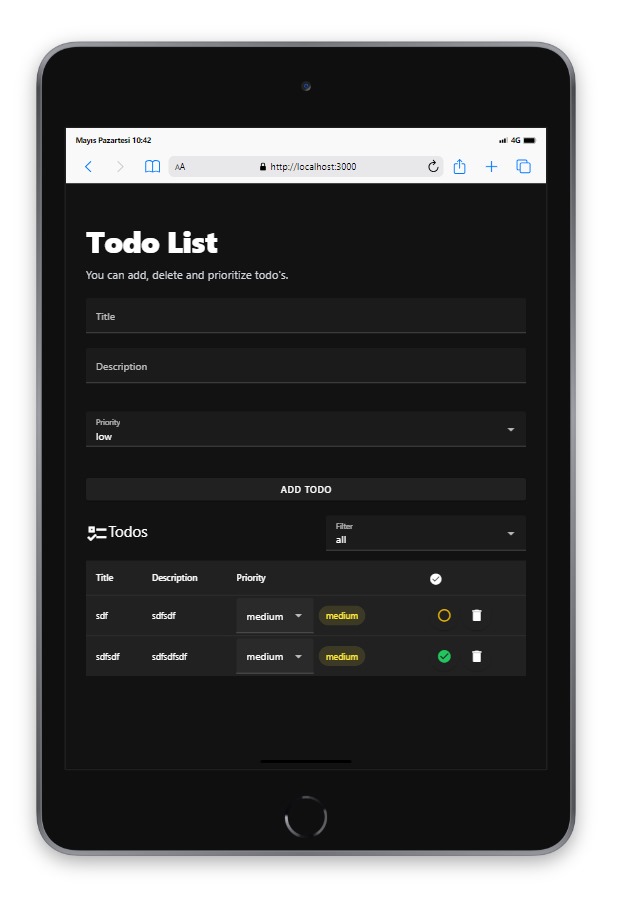 Mayıs Pazartesi 10:42 4G
AA http://localhost:3000
Todo List
You can add, delete and prioritize todo's.
Title
Description
Priority
low
ADD TODO
Todos
Filter
all
Title Description Priority
sdf sdfsdf medium medium
sdfsdf sdfsdfsdf medium medium